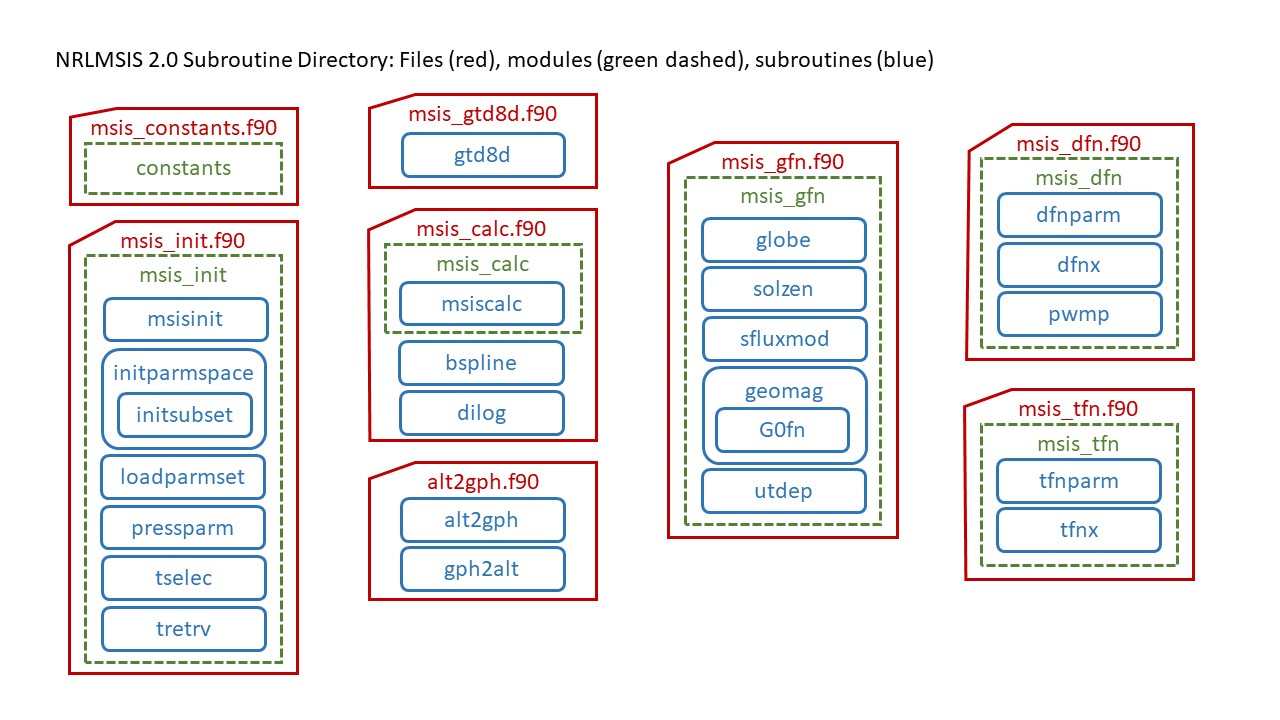 NRLMSIS 2.0 Subroutine Directory: Files (red), modules (green dashed), subroutines (blue)
msis_constants.f90
constants
msis_init.f90
msis_init
msisinit
initparmspace
initsubset
loadparmset
pressparm
tselec
tretrv
msis_gtd8d.f90
gtd8d
msis_calc.f90
msis_calc
msiscalc
bspline
dilog
alt2gph.f90
alt2gph
gph2alt
msis_gfn.f90
msis_gfn
globe
solzen
sfluxmod
geomag
G0fn
utdep
msis_dfn.f90
msis_dfn
dfnparm
dfnx
pwmp
msis_tfn.f90
msis_tfn
tfnparm
tfnx